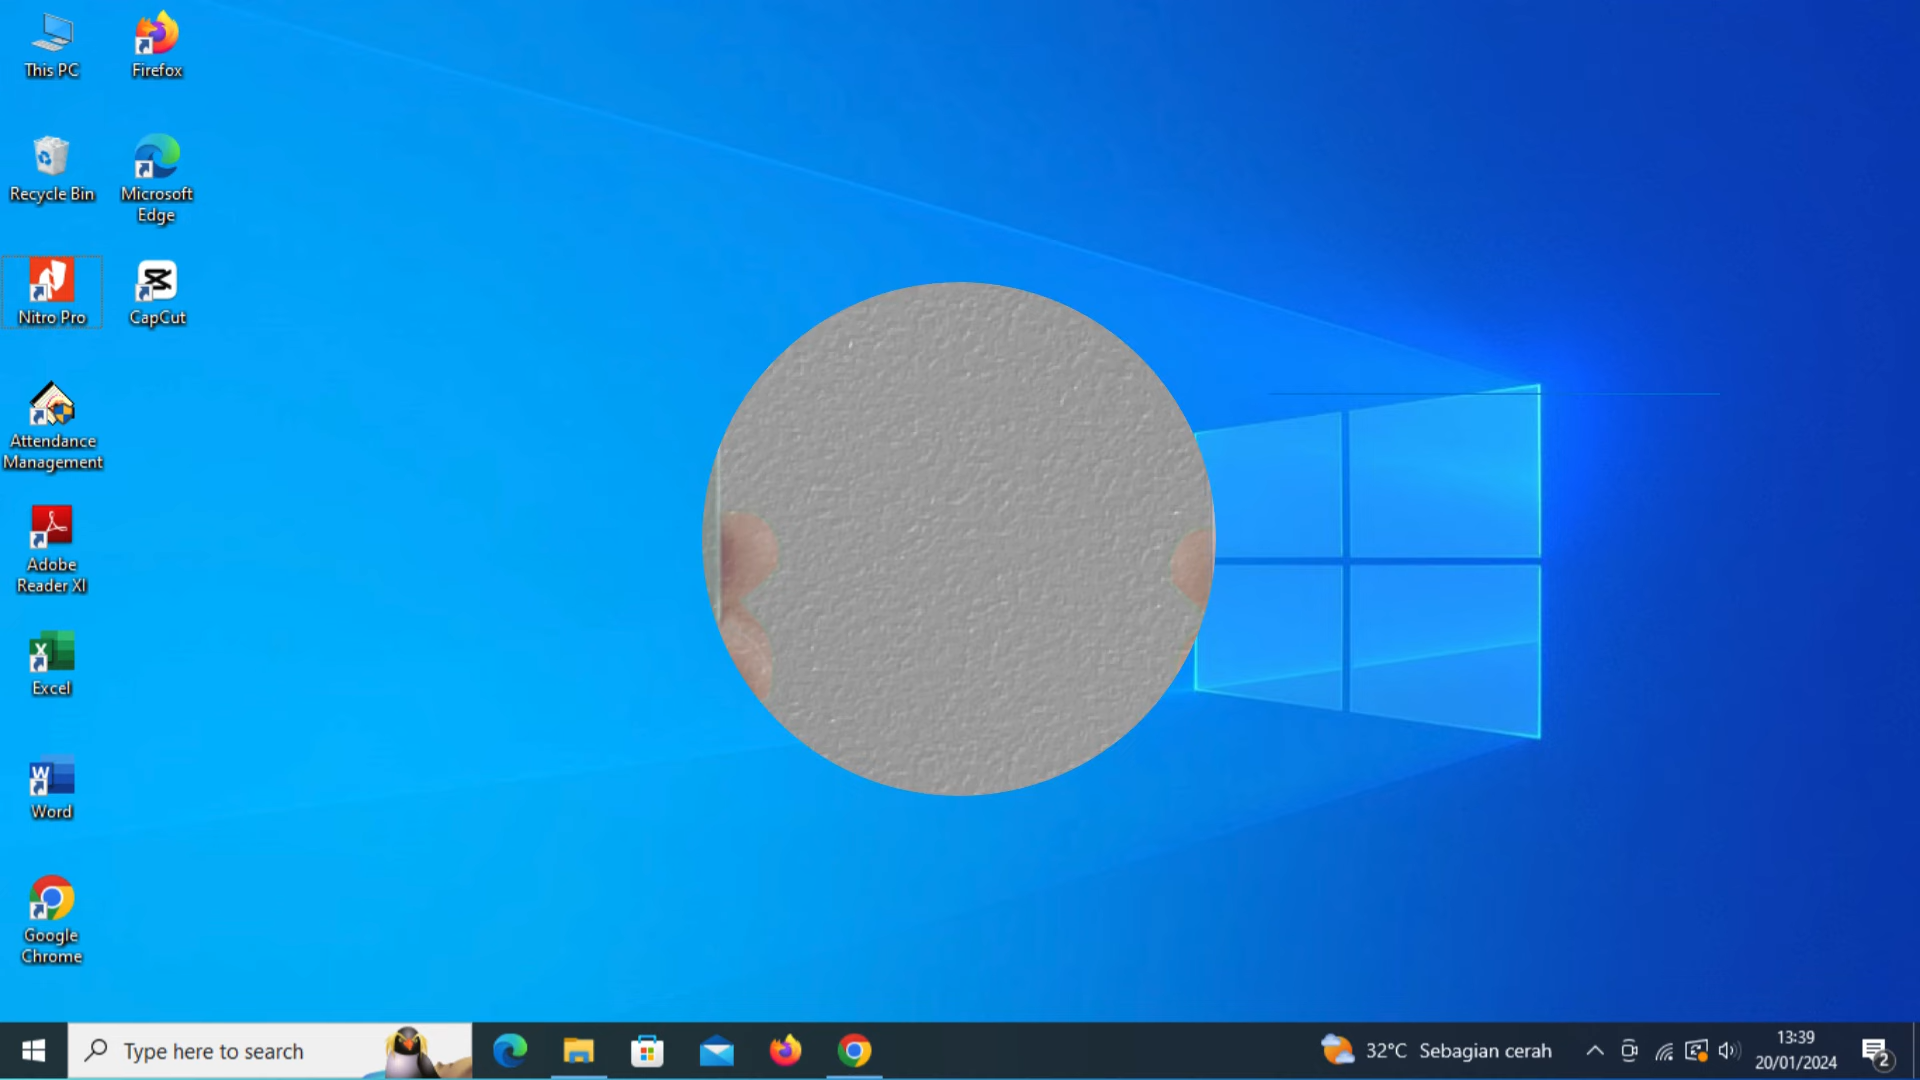 This PC
Firefox
Recycle Bin
Microsoft
Edge
Nitro Pro
CapCut
Attendance
Management
Adobe
Reader XI
Excel
Word
Google
Chrome
Type here to search
32°C Sebagian cerah
13:39
20/01/2024
2